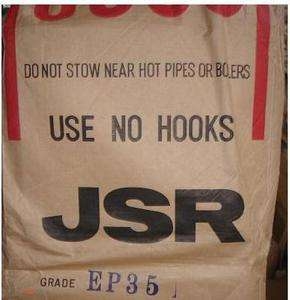 DO NOT STOW NEAR HOT PIPES OR BOILERS
USE NO HOOKS
JSR
GRADE EP35